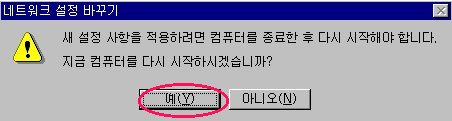 네트워크 설정 바꾸기
새 설정 사항을 적용하려면 컴퓨터를 종료한 후 다시 시작해야 합니다.
지금 컴퓨터를 다시 시작하시겠습니까?
예(Y) 아니오(N)